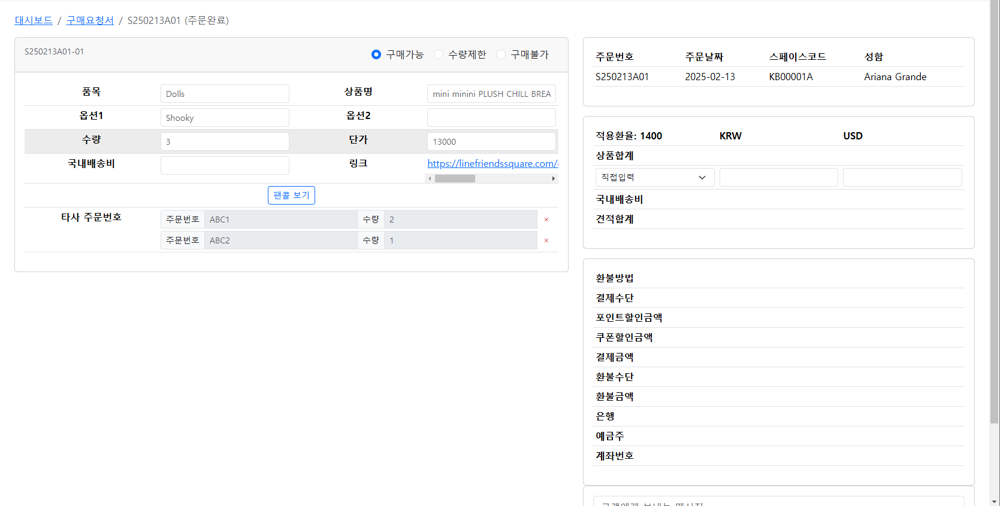 대시보드 / 구매요청서 / S250213A01 (주문완료)
S250213A01-01
구매가능 수량제한 구매불가
품목 Dolls 상품명 mini minini PLUSH CHILL BREA
옵션1 Shooky 옵션2
수량 3 단가 13000
국내배송비 링크 https://linefriendssquare.com/
팬콜 보기
타사 주문번호 주문번호 ABC1 수량 2 ×
주문번호 ABC2 수량 1 ×
주문번호 주문날짜 스페이스코드 성함
S250213A01 2025-02-13 KB00001A Ariana Grande
적용환율: 1400 KRW USD
상품합계
직접입력
국내배송비
견적합계
환불방법
결제수단
포인트할인금액
쿠폰할인금액
결제금액
환불수단
환불금액
은행
예금주
계좌번호